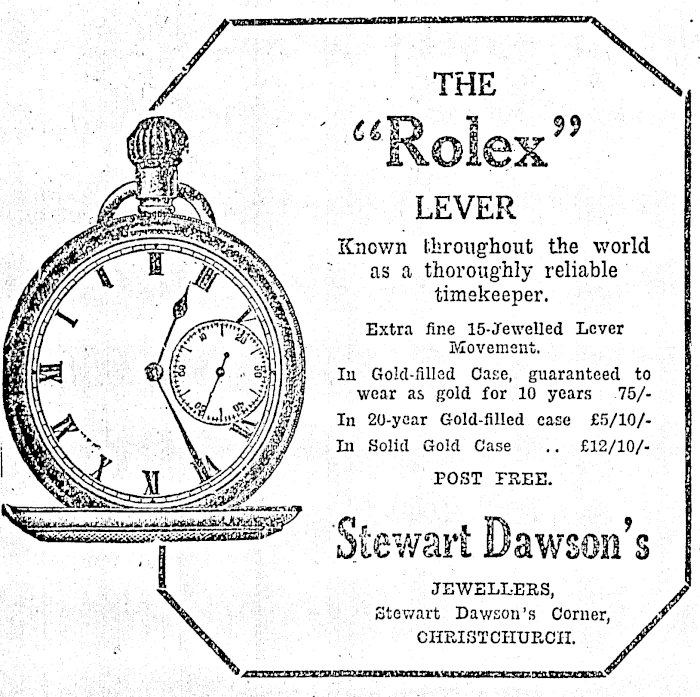 THE
“Rolex”
LEVER
Known throughout the world
as a thoroughly reliable
timekeeper.
Extra fine 15-Jewelled Lever
Movement.
In Gold-filled Case, guaranteed to
wear as gold for 10 years 75/-
In 20-year Gold-filled case £5/10/-
In Solid Gold Case .. £12/10/-
POST FREE.
Stewart Dawson's
JEWELLERS,
Stewart Dawson's Corner,
CHRISTCHURCH.